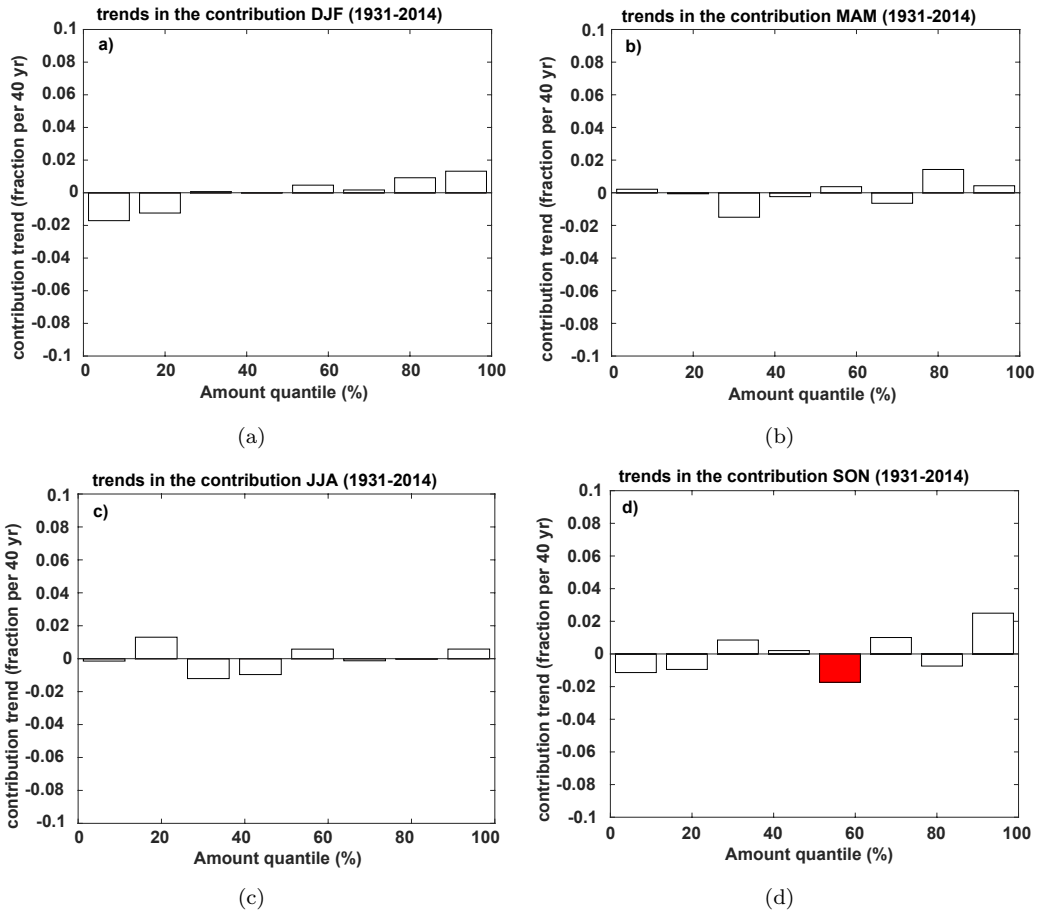 trends in the contribution DJF (1931-2014)
a)
contribution trend (fraction per 40 yr)
0.1
0.08
0.06
0.04
0.02
0
-0.02
-0.04
-0.06
-0.08
-0.1
0 20 40 60 80 100
Amount quantile (%)
(a)
trends in the contribution MAM (1931-2014)
b)
contribution trend (fraction per 40 yr)
0.1
0.08
0.06
0.04
0.02
0
-0.02
-0.04
-0.06
-0.08
-0.1
0 20 40 60 80 100
Amount quantile (%)
(b)
trends in the contribution JJA (1931-2014)
c)
contribution trend (fraction per 40 yr)
0.1
0.08
0.06
0.04
0.02
0
-0.02
-0.04
-0.06
-0.08
-0.1
0 20 40 60 80 100
Amount quantile (%)
(c)
trends in the contribution SON (1931-2014)
d)
contribution trend (fraction per 40 yr)
0.1
0.08
0.06
0.04
0.02
0
-0.02
-0.04
-0.06
-0.08
-0.1
0 20 40 60 80 100
Amount quantile (%)
(d)